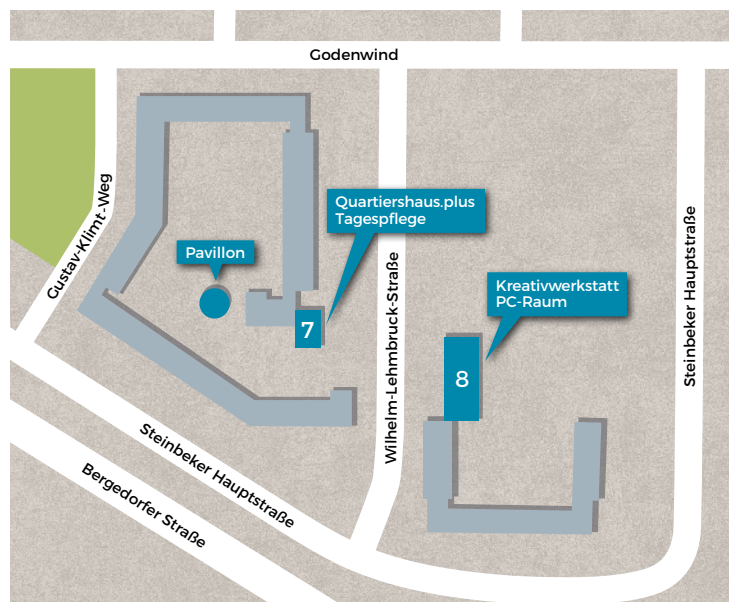 Godenwind
Gustav-Klimt-Weg
Quartiershaus.plus
Tagespflege
Pavillon
7
Wilhelm-Lehmbruck-Straße
Kreativwerkstatt
PC-Raum
8
Steinbeker Hauptstraße
Steinbeker Hauptstraße
Bergedorfer Straße